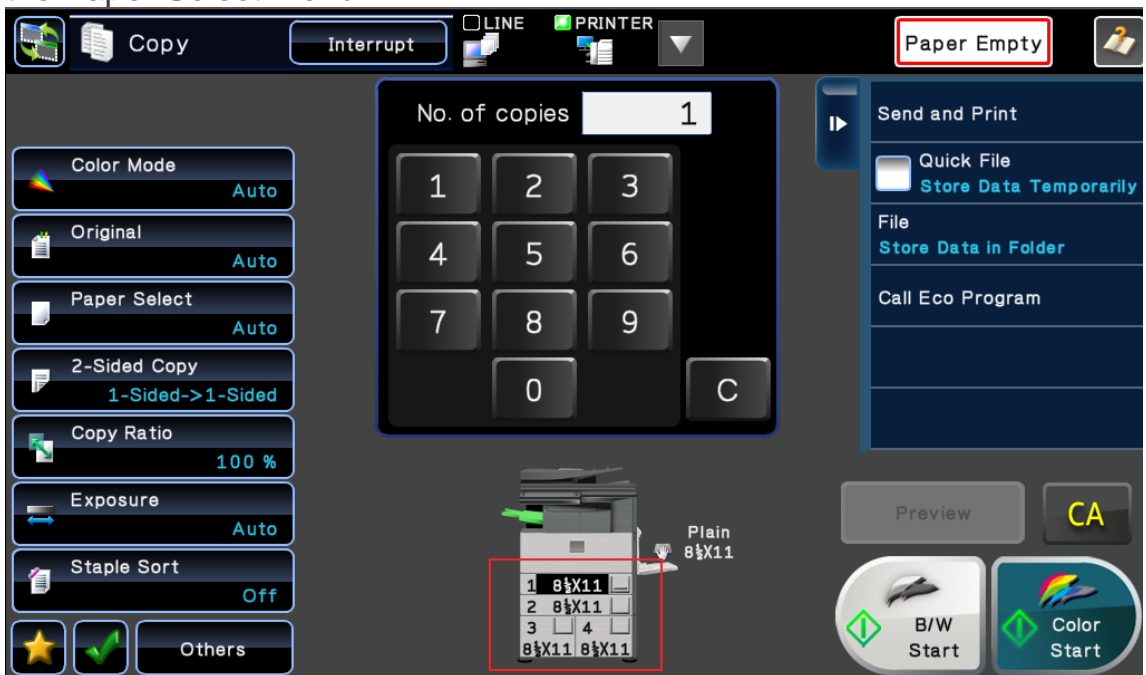 Copy
Interrupt
LINE
PRINTER
Paper Empty
No. of copies 1
1 2 3
4 5 6
7 8 9
0 C
Color Mode
Auto
Original
Auto
Paper Select
Auto
2-Sided Copy
1-Sided->1-Sided
Copy Ratio
100 %
Exposure
Auto
Staple Sort
Off
Others
Send and Print
Quick File
Store Data Temporarily
File
Store Data in Folder
Call Eco Program
Plain
8½X11
1 8½X11
2 8½X11
3 4
8½X11 8½X11
Preview
CA
B/W
Start
Color
Start